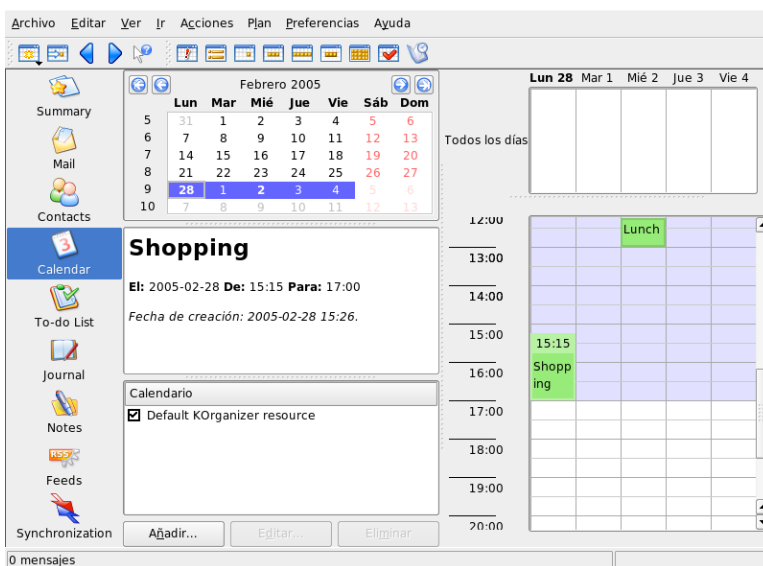 Archivo Editar Ver Ir Acciones Plan Preferencias Ayuda
Summary
Mail
Contacts
3
Calendar
To-do List
Journal
Notes
RSS
Feeds
Synchronization
Febrero 2005
Lun Mar Mié Jue Vie Sáb Dom
5 31 1 2 3 4 5 6
6 7 8 9 10 11 12 13
7 14 15 16 17 18 19 20
8 21 22 23 24 25 26 27
9 28 1 2 3 4 5 6
10 7 8 9 10 11 12 13
Shopping
El: 2005-02-28 De: 15:15 Para: 17:00
Fecha de creación: 2005-02-28 15:26.
Calendario
Default KOrganizer resource
Añadir... Editar... Eliminar
Lun 28 Mar 1 Mié 2 Jue 3 Vie 4
Todos los días
12:00
Lunch
13:00
14:00
15:00
15:15
Shopp
ing
16:00
17:00
18:00
19:00
20:00
0 mensajes